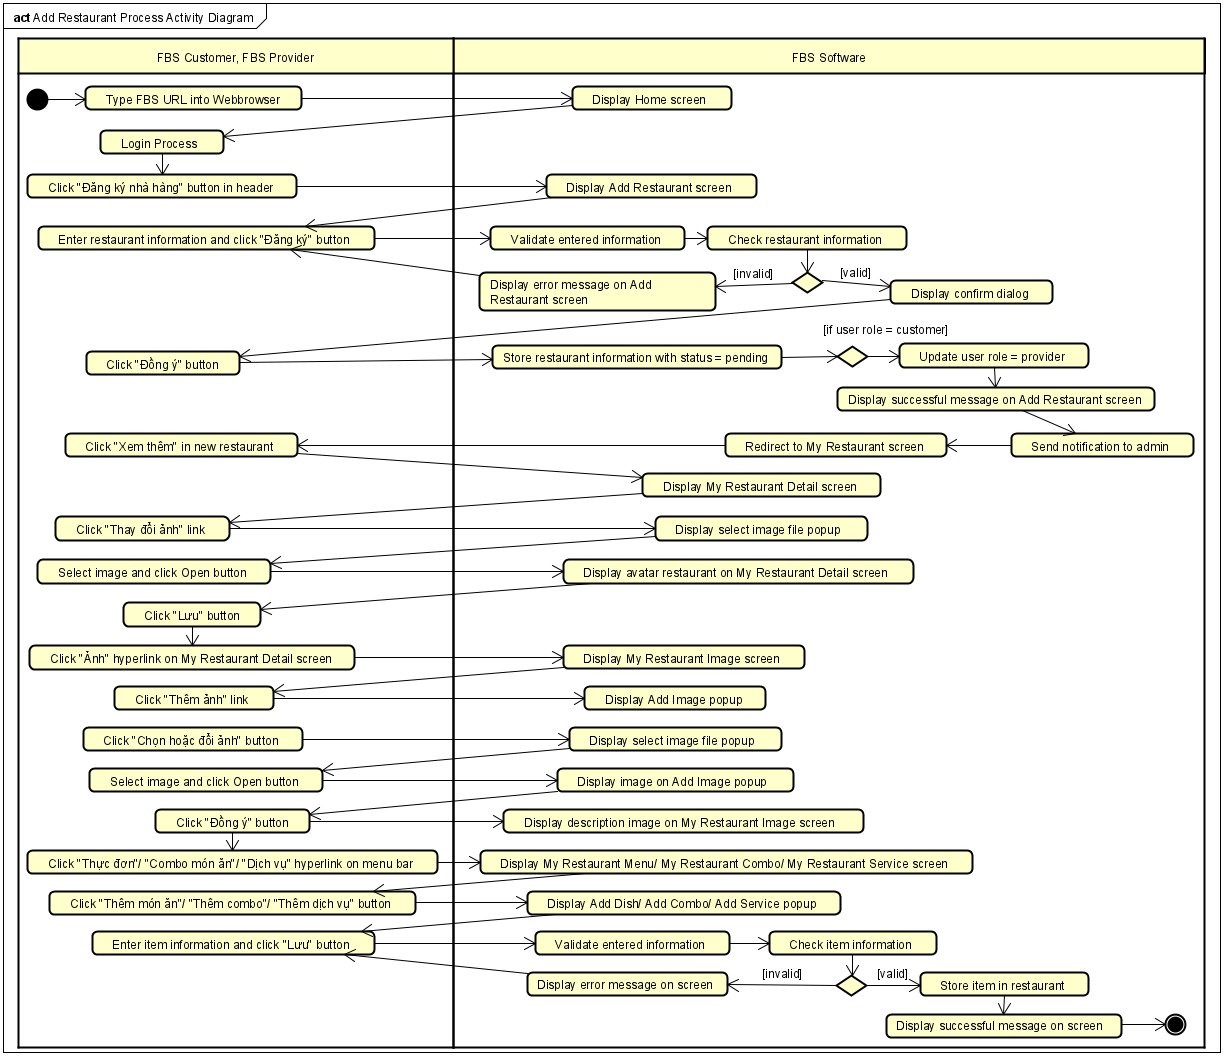 act Add Restaurant Process Activity Diagram
FBS Customer, FBS Provider
FBS Software
Type FBS URL into Webbrowser
Display Home screen
Login Process
Click "Đăng ký nhà hàng" button in header
Display Add Restaurant screen
Enter restaurant information and click "Đăng ký" button
Validate entered information
Check restaurant information
[invalid]
[valid]
Display error message on Add
Restaurant screen
Display confirm dialog
[if user role = customer]
Click "Đồng ý" button
Store restaurant information with status = pending
Update user role = provider
Display successful message on Add Restaurant screen
Click "Xem thêm" in new restaurant
Redirect to My Restaurant screen
Send notification to admin
Display My Restaurant Detail screen
Click "Thay đổi ảnh" link
Display select image file popup
Select image and click Open button
Display avatar restaurant on My Restaurant Detail screen
Click "Lưu" button
Click "Ảnh" hyperlink on My Restaurant Detail screen
Display My Restaurant Image screen
Click "Thêm ảnh" link
Display Add Image popup
Click "Chọn hoặc đổi ảnh" button
Display select image file popup
Select image and click Open button
Display image on Add Image popup
Click "Đồng ý" button
Display description image on My Restaurant Image screen
Click "Thực đơn"/ "Combo món ăn"/ "Dịch vụ" hyperlink on menu bar
Display My Restaurant Menu/ My Restaurant Combo/ My Restaurant Service screen
Click "Thêm món ăn"/ "Thêm combo"/ "Thêm dịch vụ" button
Display Add Dish/ Add Combo/ Add Service popup
Enter item information and click "Lưu" button
Validate entered information
Check item information
[invalid]
[valid]
Display error message on screen
Store item in restaurant
Display successful message on screen